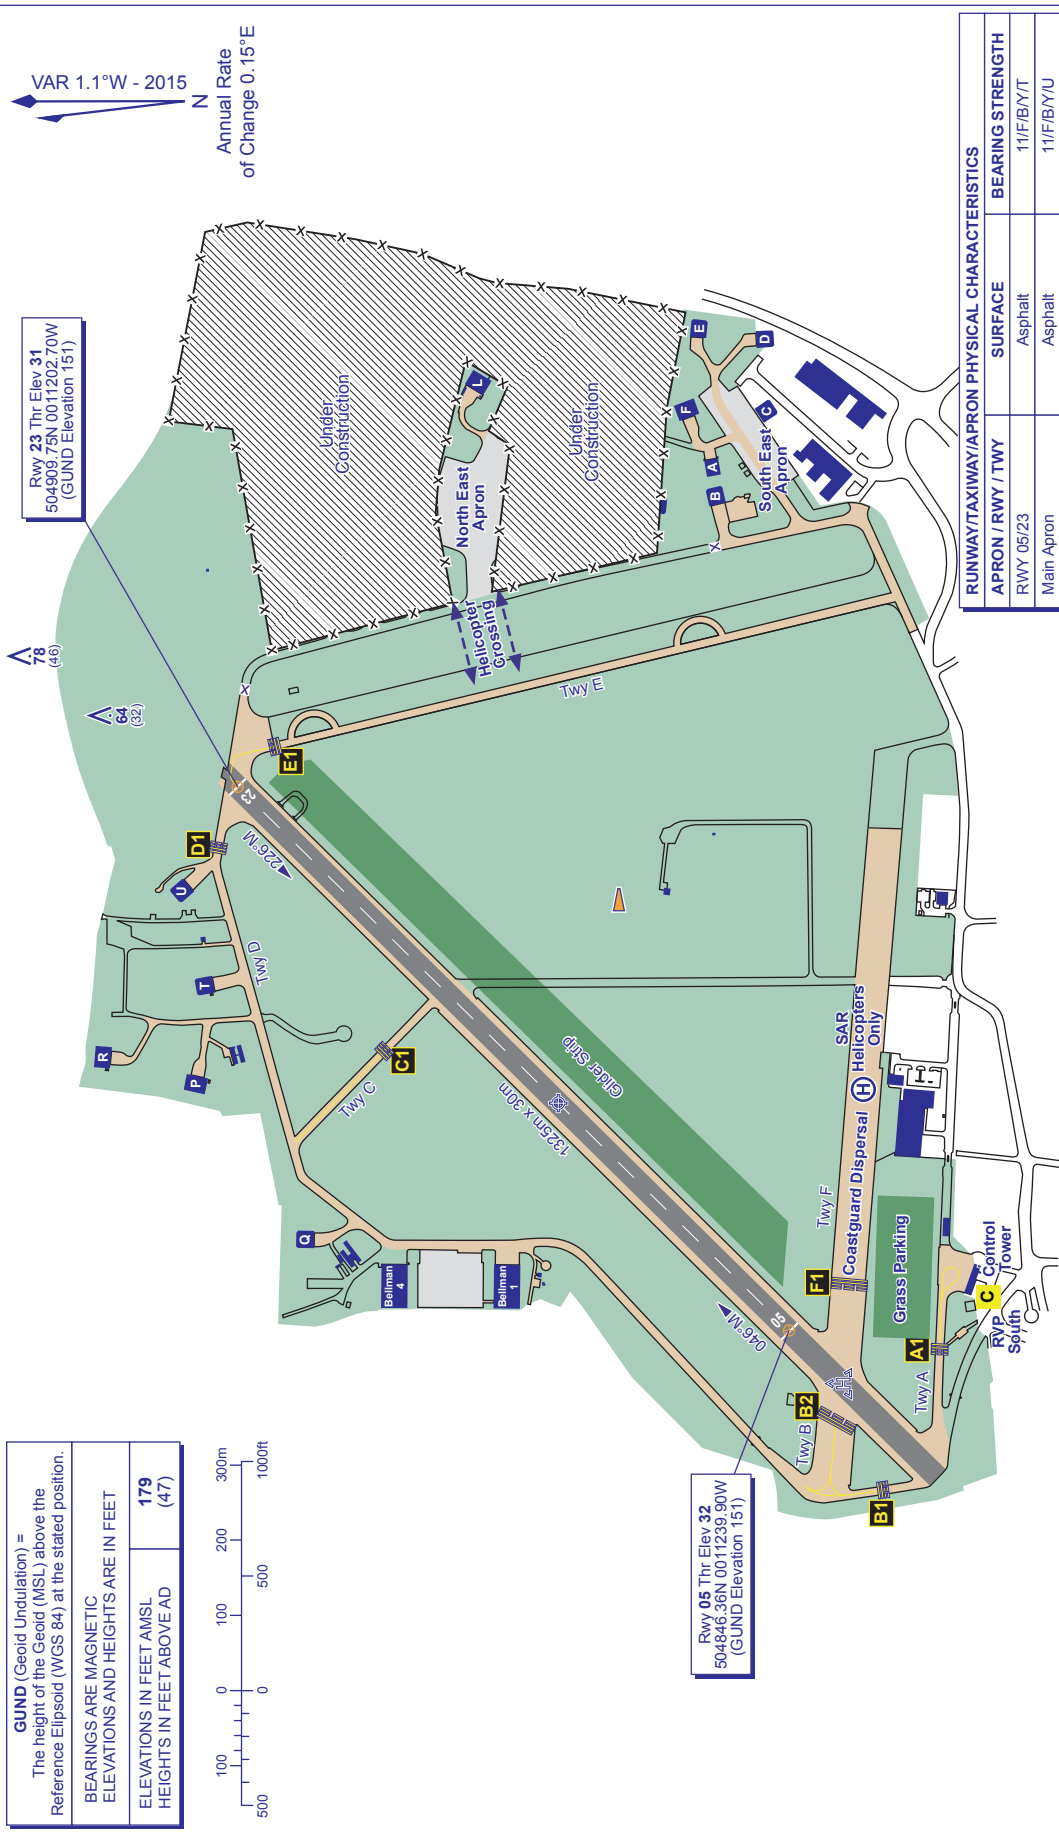 GUND (Geoid Undulation) =
The height of the Geoid (MSL) above the
Reference Elipsoid (WGS 84) at the stated position.
BEARINGS ARE MAGNETIC
ELEVATIONS AND HEIGHTS ARE IN FEET
ELEVATIONS IN FEET AMSL
HEIGHTS IN FEET ABOVE AD
179
(47)
100
0
100
200
300m
500
0
500
1000ft
VAR 1.1°W - 2015
N
Annual Rate
of Change 0.15°E
Rwy 23 Thr Elev 31
504909.75N 0011202.70W
(GUND Elevation 151)
78
(46)
64
(32)
Under
Construction
L
North East
Apron
Under
Construction
Helicopter
Crossing
E
D
F
A
B
C
South East
Apron
Twy E
E1
D1
U
23
226°M
T
R
P
Twy D
C1
Twy C
Q
Bellman
4
Bellman
1
1325m x 30m
Glider Strip
SAR
Helicopters
Only
H
Coastguard Dispersal
Twy F
F1
Grass Parking
05
046°M
H
B2
Twy B
B1
A1
Twy A
Control
Tower
C
RVP
South
Rwy 05 Thr Elev 32
504846.36N 0011239.90W
(GUND Elevation 151)
RUNWAY/TAXIWAY/APRON PHYSICAL CHARACTERISTICS
APRON / RWY / TWY
SURFACE
BEARING STRENGTH
RWY 05/23
Asphalt
11/F/B/Y/T
Main Apron
Asphalt
11/F/B/Y/U